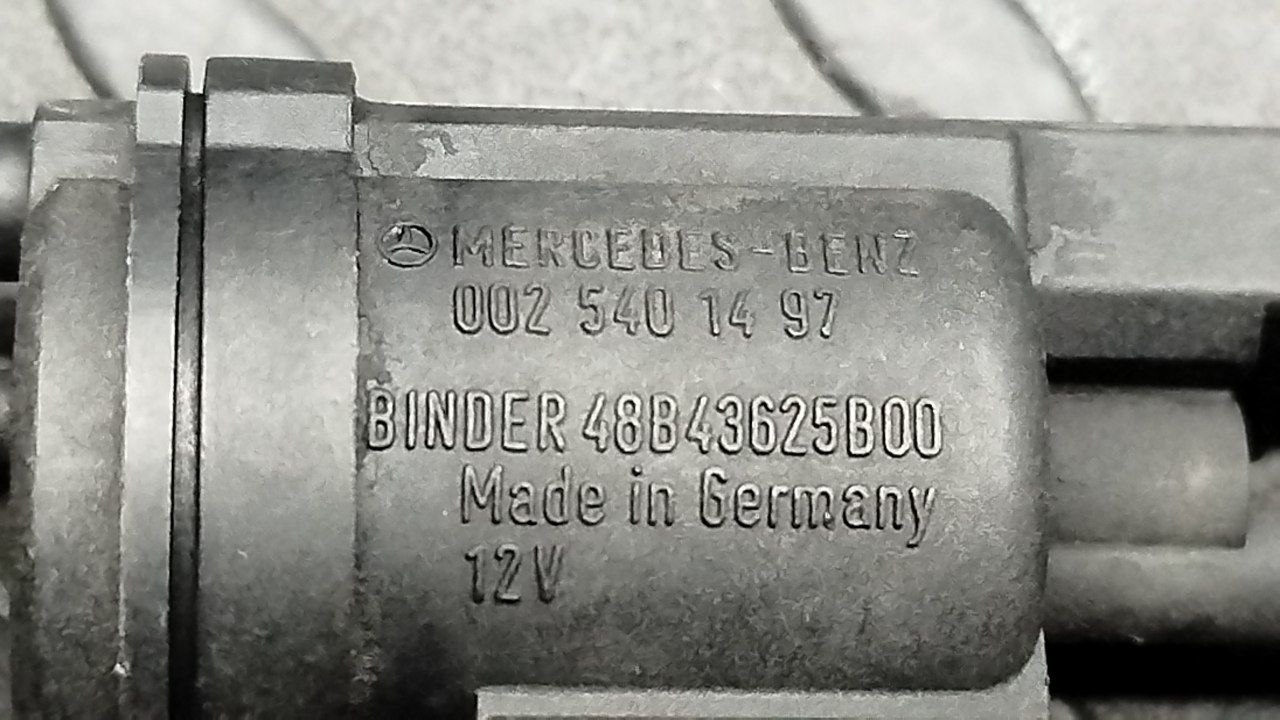 MERCEDES-BENZ
002 540 14 97
BINDER 48B43625B00
Made in Germany
12V